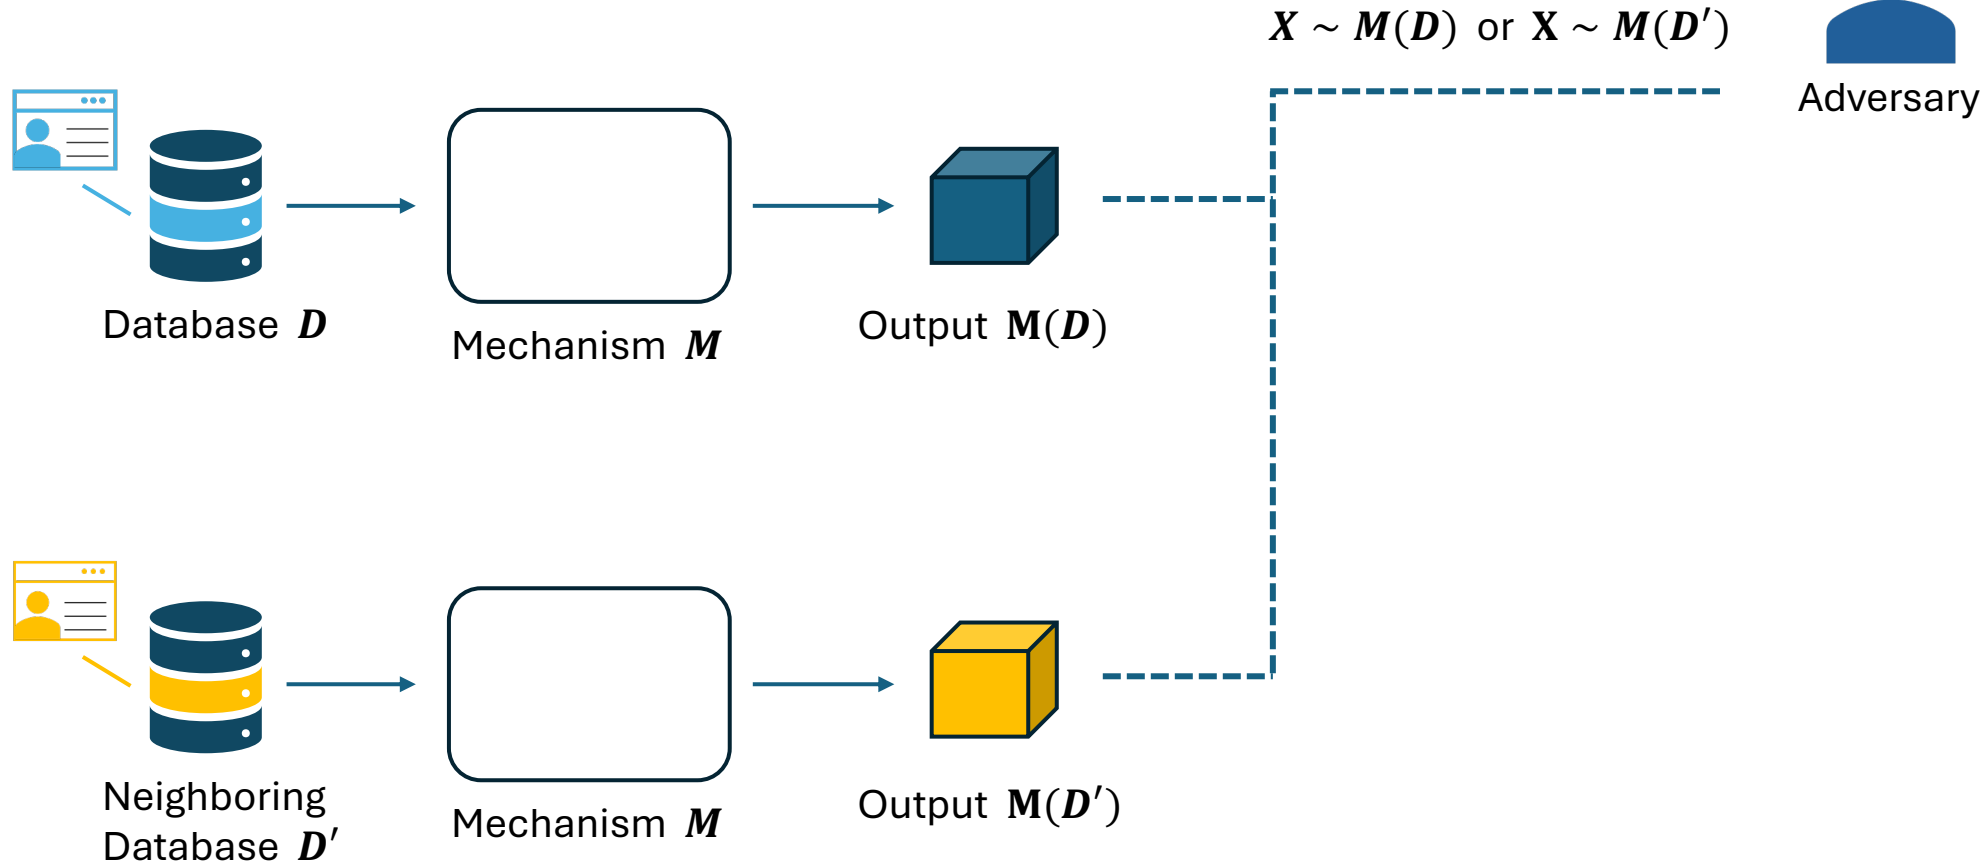 X ~ M(D) or X ~ M(D′)
Adversary
Database D
Mechanism M
Output M(D)
Neighboring
Database D′
Mechanism M
Output M(D′)